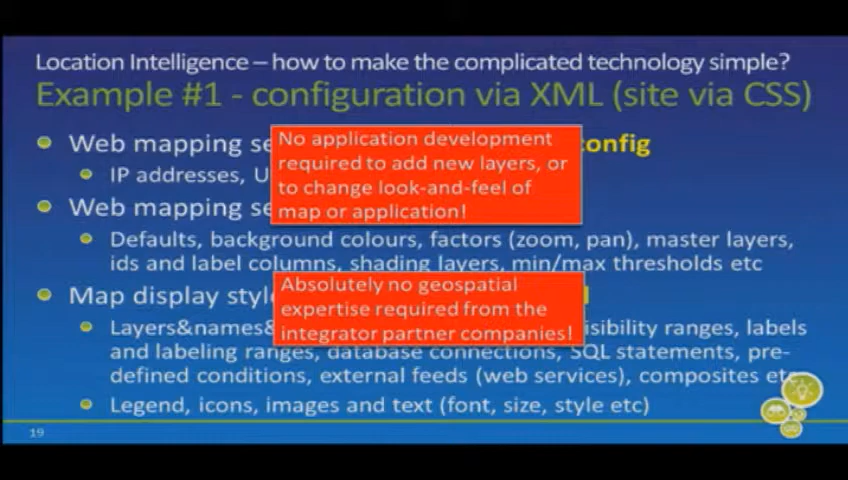 Location Intelligence – how to make the complicated technology simple?
Example #1 - configuration via XML (site via CSS)
Web mapping se
config
No application development
required to add new layers, or
to change look-and-feel of
map or application!
IP addresses, U
Web mapping se
Defaults, background colours, factors (zoom, pan), master layers,
ids and label columns, shading layers, min/max thresholds etc
Absolutely no geospatial
expertise required from the
integrator partner companies!
Map display style
Layers&names& isibility ranges, labels
and labeling ranges, database connections, SQL statements, pre-
defined conditions, external feeds (web services), composites etc
Legend, icons, images and text (font, size, style etc)
19